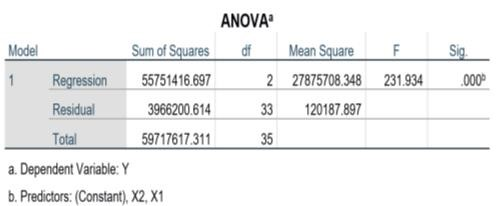 ANOVAᵃ
Model Sum of Squares df Mean Square F Sig.
1 Regression 55751416.697 2 27875708.348 231.934 .000ᵇ
Residual 3966200.614 33 120187.897
Total 59717617.311 35
a. Dependent Variable: Y
b. Predictors: (Constant), X2, X1